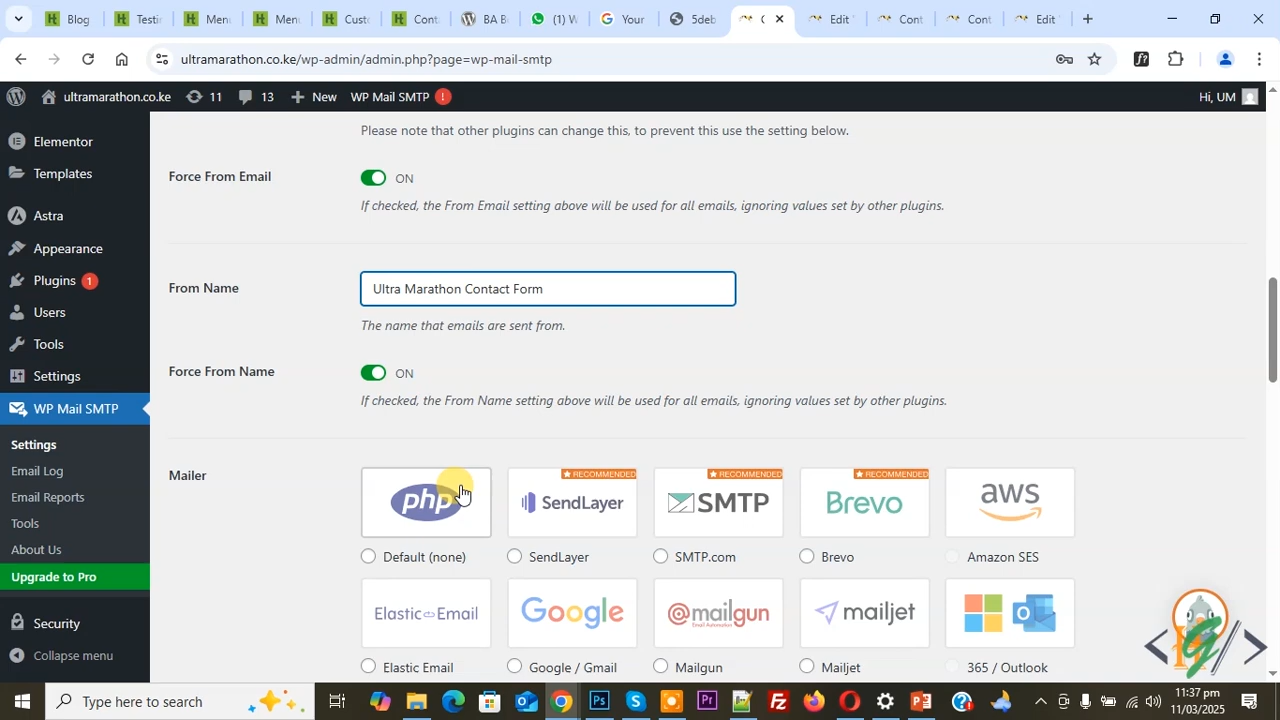 Blog
Testi
Menu
Menu
Custo
Conta
BA B
(1) W
Your
5deb
Edit
Cont
Cont
Edit
ultramarathon.co.ke/wp-admin/admin.php?page=wp-mail-smtp
ultramarathon.co.ke
11
13
New
WP Mail SMTP !
Hi, UM
Elementor
Templates
Astra
Appearance
Plugins 1
Users
Tools
Settings
WP Mail SMTP
Settings
Email Log
Email Reports
Tools
About Us
Upgrade to Pro
Security
Collapse menu
Please note that other plugins can change this, to prevent this use the setting below.
Force From Email
ON
If checked, the From Email setting above will be used for all emails, ignoring values set by other plugins.
From Name
Ultra Marathon Contact Form
The name that emails are sent from.
Force From Name
ON
If checked, the From Name setting above will be used for all emails, ignoring values set by other plugins.
Mailer
php
RECOMMENDED
SendLayer
RECOMMENDED
SMTP
RECOMMENDED
Brevo
aws
Default (none)
SendLayer
SMTP.com
Brevo
Amazon SES
Elastic Email
Google
mailgun
mailjet
Elastic Email
Google / Gmail
Mailgun
Mailjet
365 / Outlook
Type here to search
11:37 pm
11/03/2025